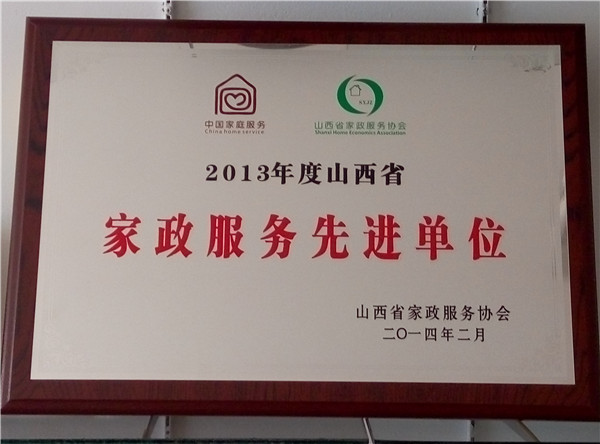 SXJZ
中国家庭服务
China home service
山西省家政服务协会
Shanxi Home Economics Association
2013年度山西省
家政服务先进单位
山西省家政服务协会
二〇一四年二月